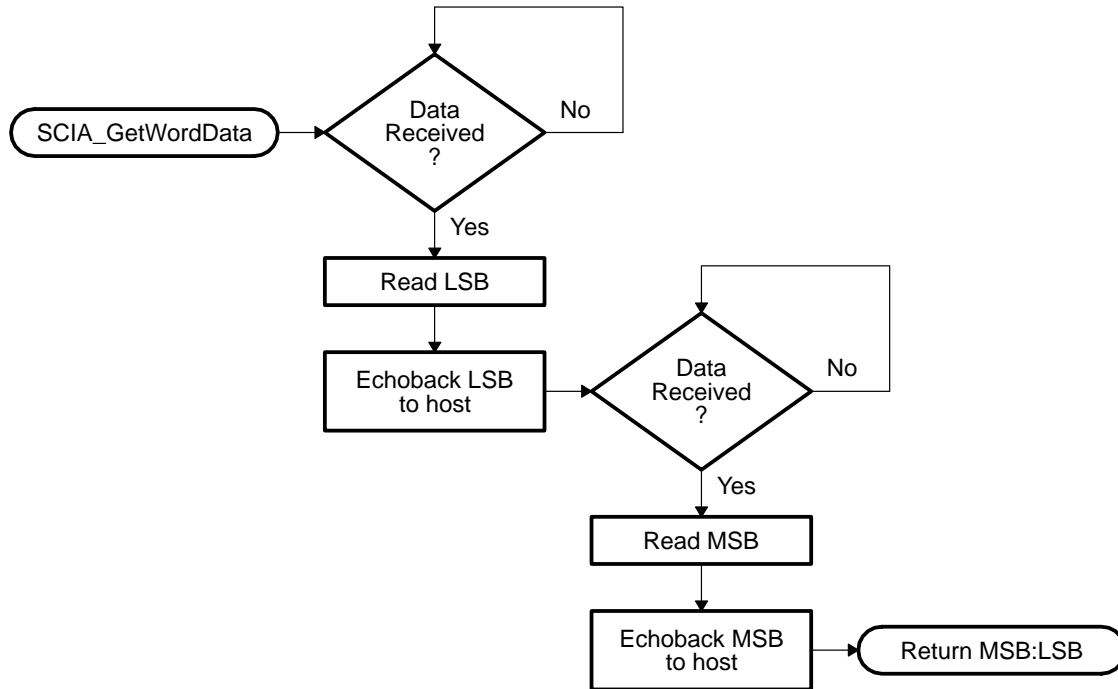 SCIA_GetWordData
Data
Received
?
No
Yes
Read LSB
Echoback LSB
to host
Data
Received
?
No
Yes
Read MSB
Echoback MSB
to host
Return MSB:LSB